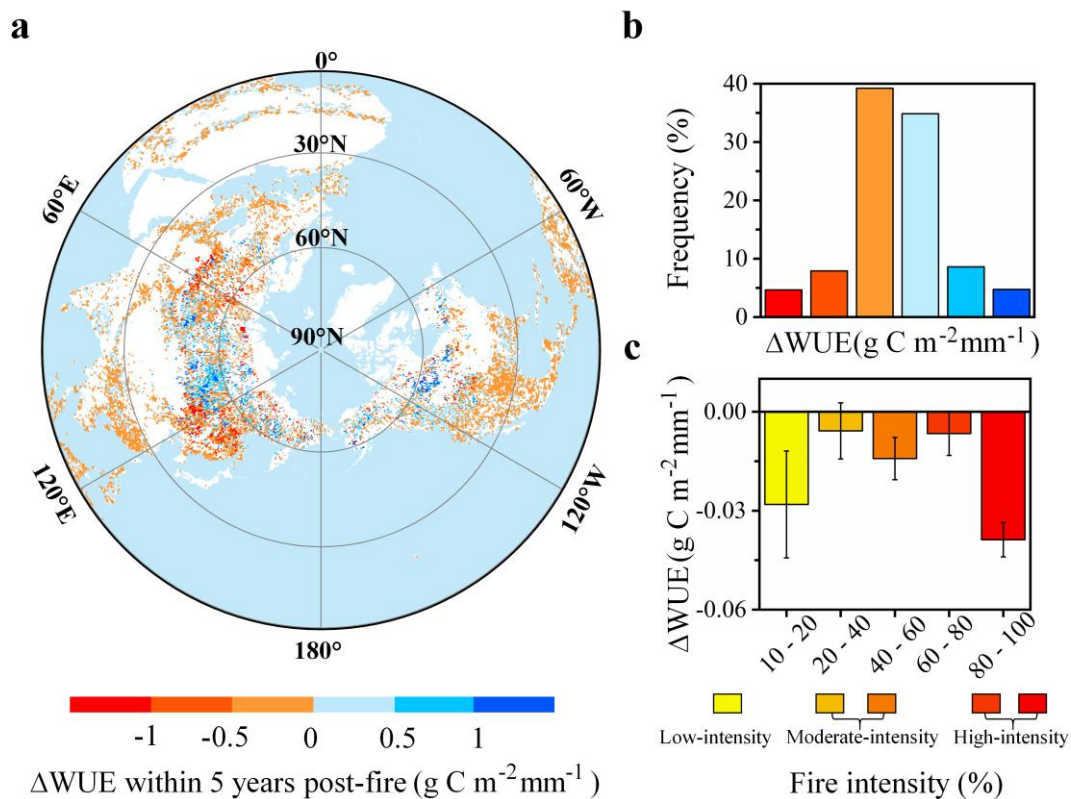 a
0°
30°N
60°E
60°W
60°N
90°N
120°E
120°W
180°
-1 -0.5 0 0.5 1
ΔWUE within 5 years post-fire (g C m⁻²mm⁻¹)
b
40
30
20
10
0
Frequency (%)
ΔWUE(g C m⁻²mm⁻¹)
c
0.00
-0.03
-0.06
ΔWUE(g C m⁻²mm⁻¹)
10 - 20 20 - 40 40 - 60 60 - 80 80 - 100
Low-intensity Moderate-intensity High-intensity
Fire intensity (%)